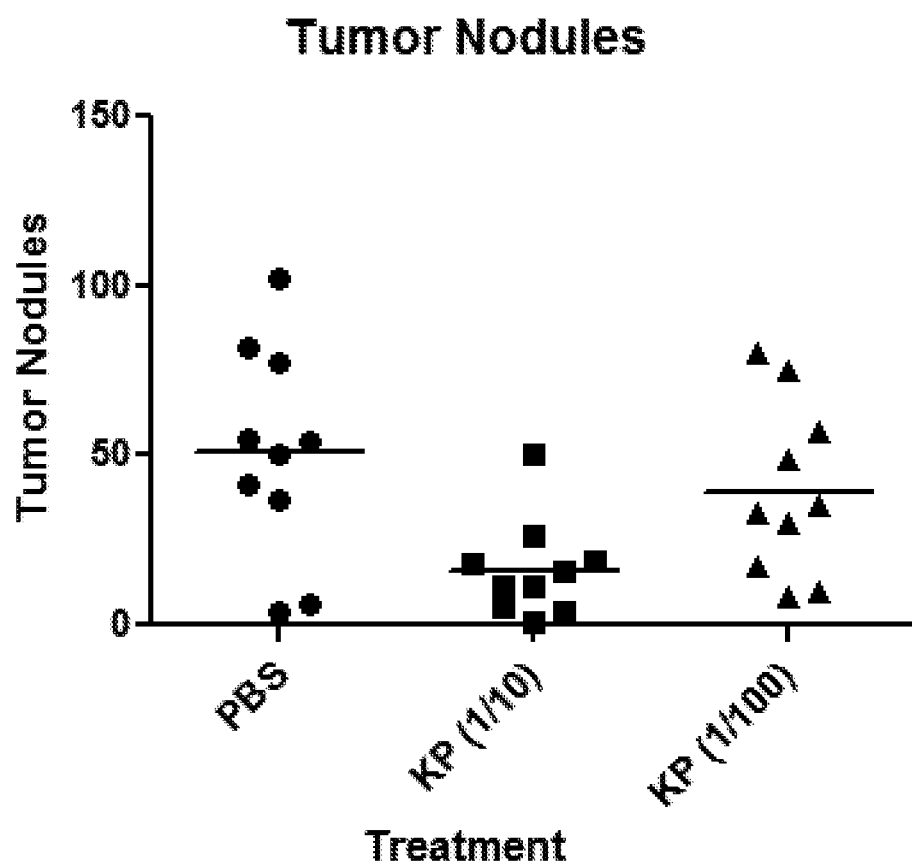 Tumor Nodules
Tumor Nodules
150
100
50
0
PBS
KP (1/10)
KP (1/100)
Treatment